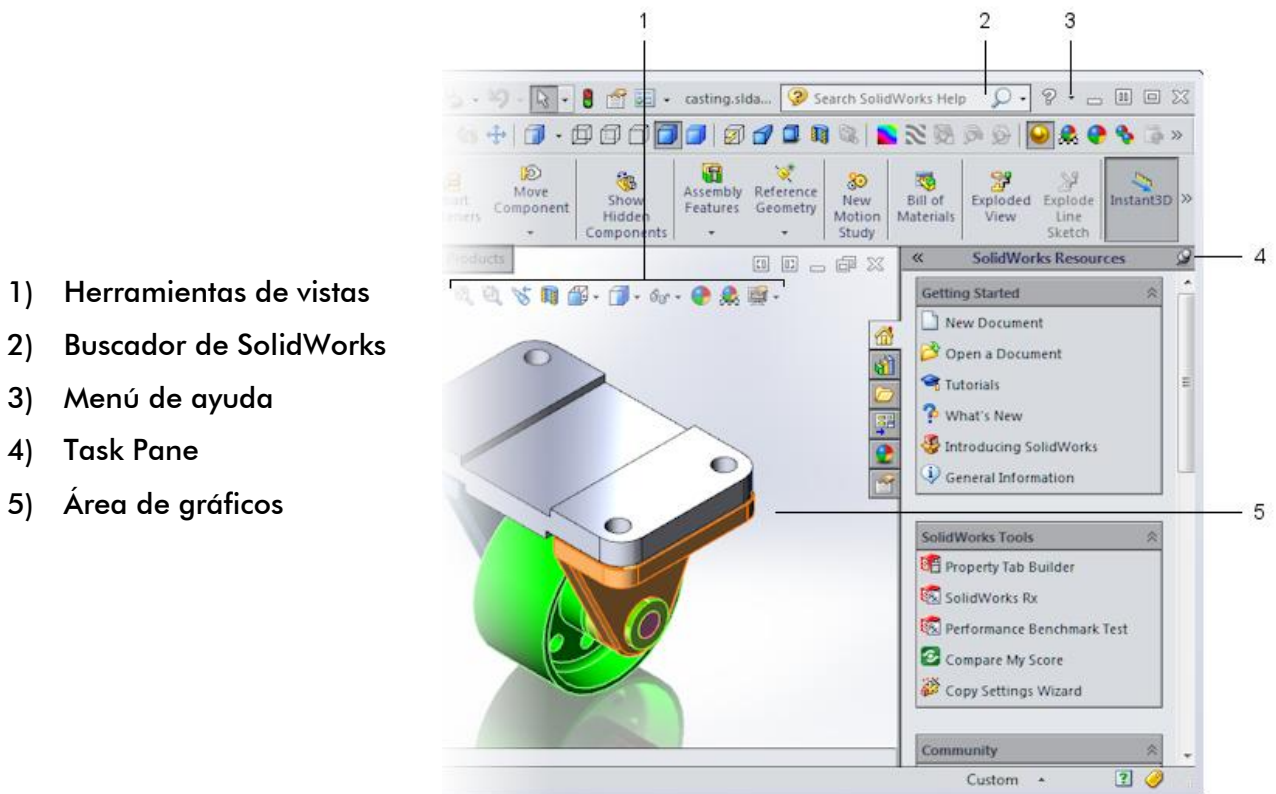 1 2 3
casting.slda... Search SolidWorks Help
Move Component
Show Hidden Components
Assembly Features
Reference Geometry
New Motion Study
Bill of Materials
Exploded View
Explode Line Sketch
Instant3D
SolidWorks Resources
4
Getting Started
New Document
Open a Document
Tutorials
What's New
Introducing SolidWorks
General Information
5
SolidWorks Tools
Property Tab Builder
SolidWorks Rx
Performance Benchmark Test
Compare My Score
Copy Settings Wizard
Community
Custom
1) Herramientas de vistas
2) Buscador de SolidWorks
3) Menú de ayuda
4) Task Pane
5) Área de gráficos